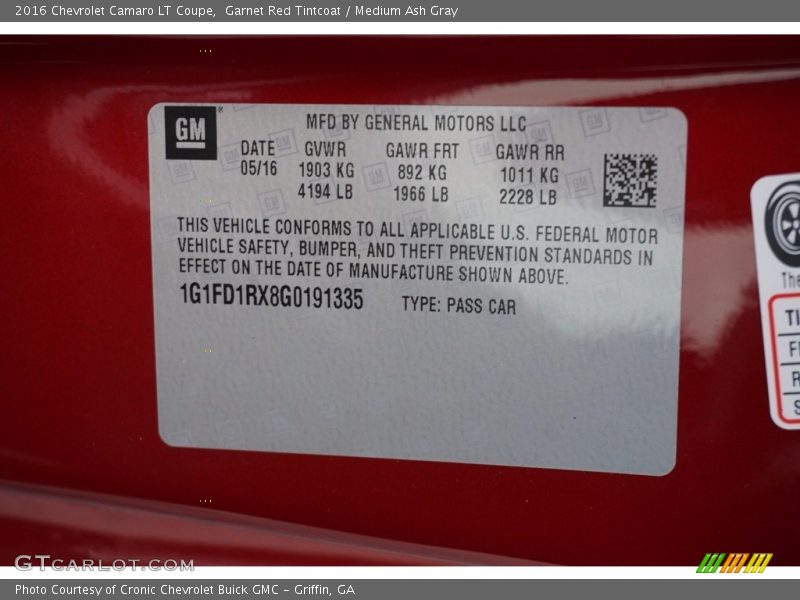 2016 Chevrolet Camaro LT Coupe, Garnet Red Tintcoat / Medium Ash Gray
GM
MFD BY GENERAL MOTORS LLC
DATE GVWR GAWR FRT GAWR RR
05/16 1903 KG 892 KG 1011 KG
4194 LB 1966 LB 2228 LB
THIS VEHICLE CONFORMS TO ALL APPLICABLE U.S. FEDERAL MOTOR
VEHICLE SAFETY, BUMPER, AND THEFT PREVENTION STANDARDS IN
EFFECT ON THE DATE OF MANUFACTURE SHOWN ABOVE.
1G1FD1RX8G0191335 TYPE: PASS CAR
The
GTCARLOT.COM
Photo Courtesy of Cronic Chevrolet Buick GMC - Griffin, GA